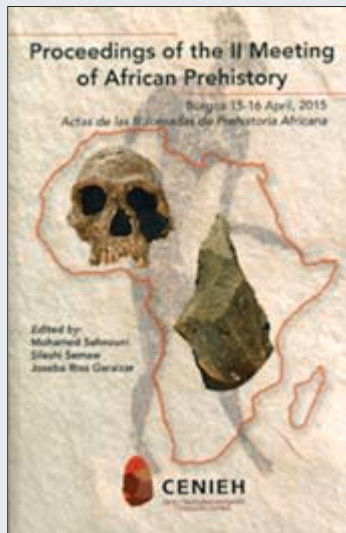 Proceedings of the II Meeting
of African Prehistory
Burgos 15-16 April, 2015
Actas de las II Jornadas de Prehistoria Africana
Edited by:
Mohamed Sahnouni
Sileshi Semaw
Joseba Rios Garaizar
CENIEH